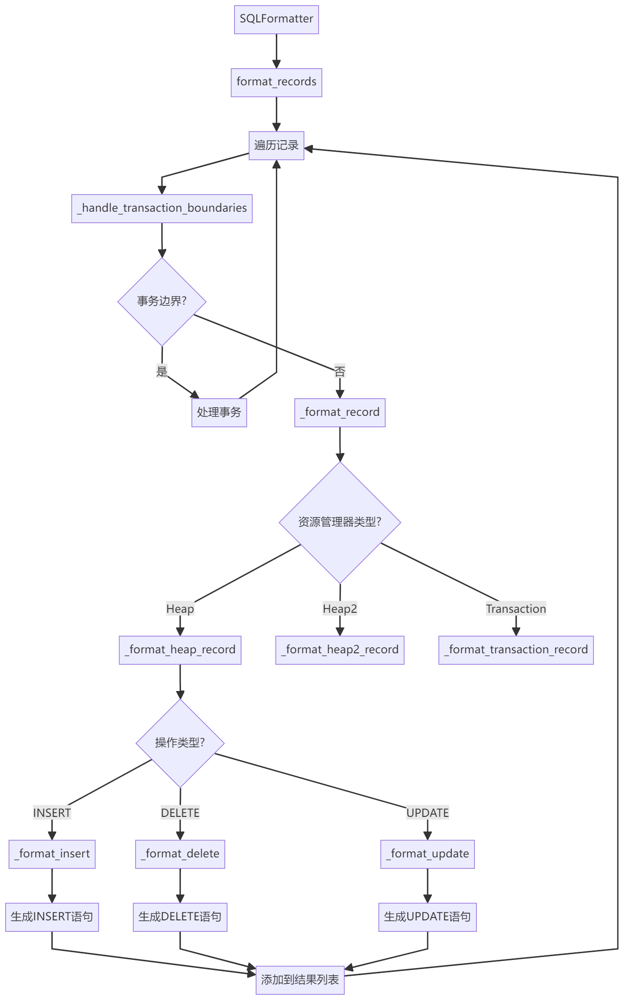 SQLFormatter
format_records
遍历记录
_handle_transaction_boundaries
事务边界?
是
否
处理事务
_format_record
资源管理器类型?
Heap
Heap2
Transaction
_format_heap_record
_format_heap2_record
_format_transaction_record
操作类型?
INSERT
DELETE
UPDATE
_format_insert
_format_delete
_format_update
生成INSERT语句
生成DELETE语句
生成UPDATE语句
添加到结果列表